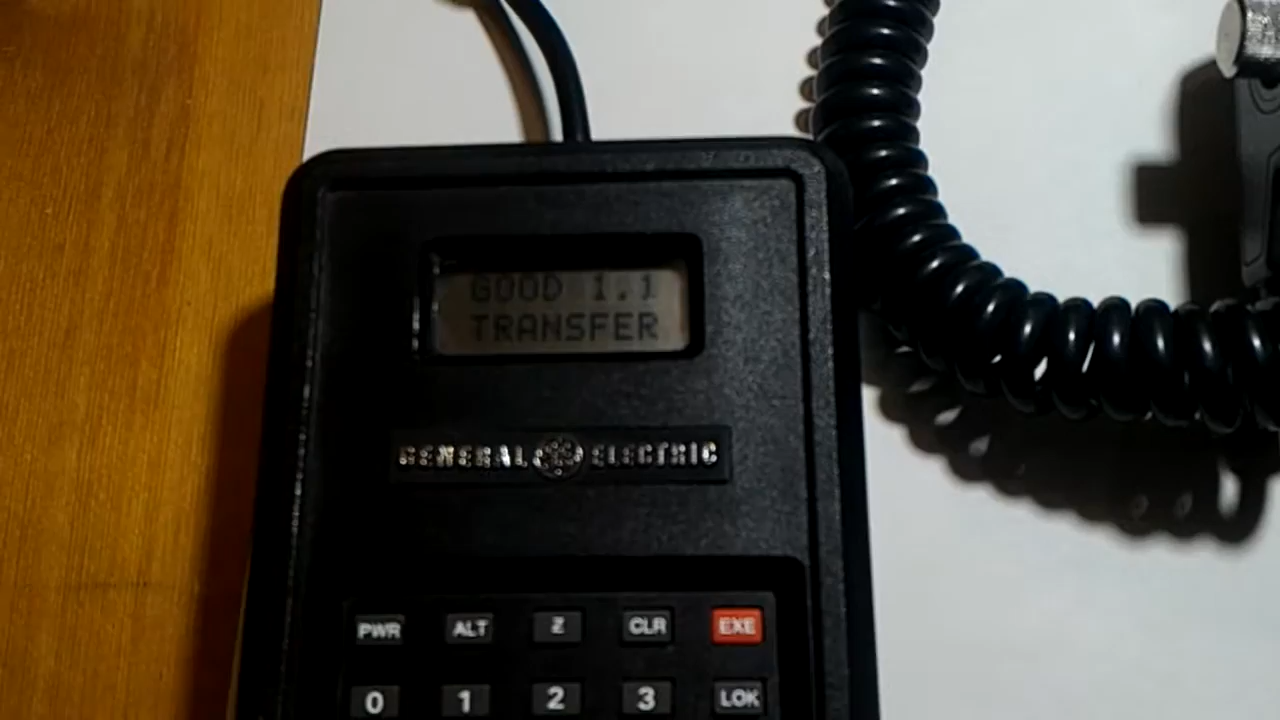 GOOD 1.1
TRANSFER
GENERAL ELECTRIC
PWR ALT Z CLR EXE
0 1 2 3 LOK